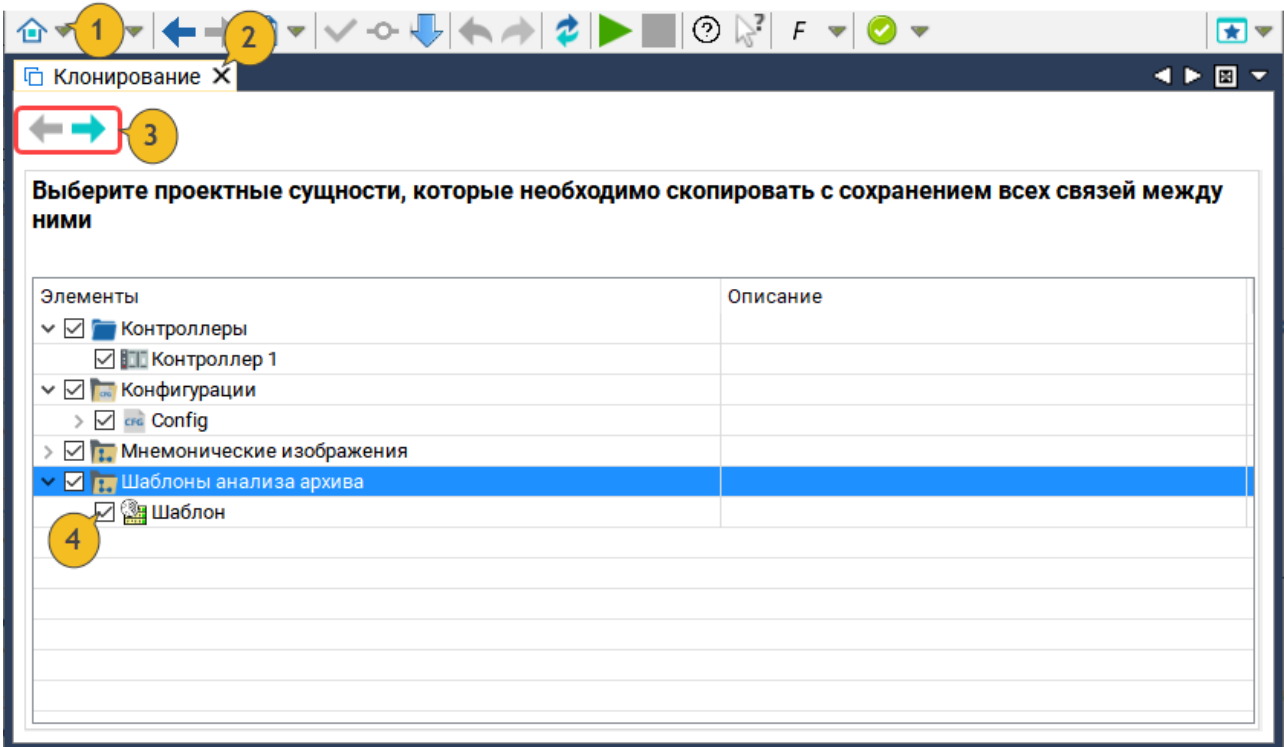 1
2
F
Клонирование
3
Выберите проектные сущности, которые необходимо скопировать с сохранением всех связей между
ними
Элементы Описание
Контроллеры
Контроллер 1
Конфигурации
CFG Config
Мнемонические изображения
Шаблоны анализа архива
Шаблон
4